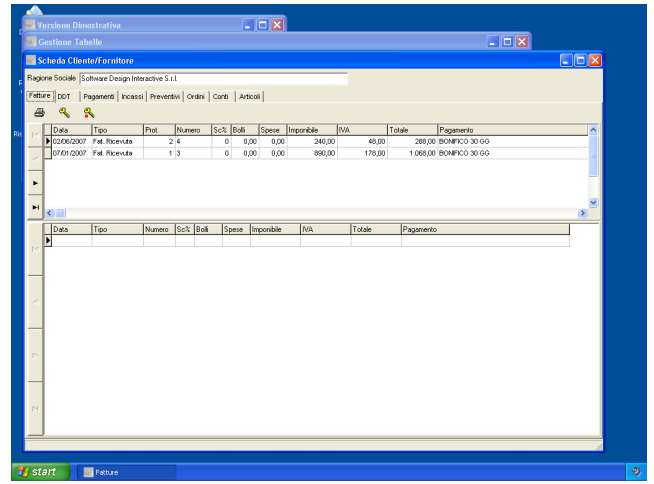 Versione Dimostrativa
Gestione Tabelle
Scheda Cliente/Fornitore
Ragione Sociale Software Design Interactive S.r.l.
Fatture DDT Pagamenti Incassi Preventivi Ordini Conti Articoli
Data Tipo Prot. Numero Sc% Bolli Spese Imponibile IVA Totale Pagamento
02/06/2007 Fat. Ricevuta 2 4 0 0,00 0,00 240,00 48,00 288,00 BONIFICO 30 GG
07/01/2007 Fat. Ricevuta 1 3 0 0,00 0,00 890,00 178,00 1.068,00 BONIFICO 30 GG
Data Tipo Numero Sc% Bolli Spese Imponibile IVA Totale Pagamento
start Fatture